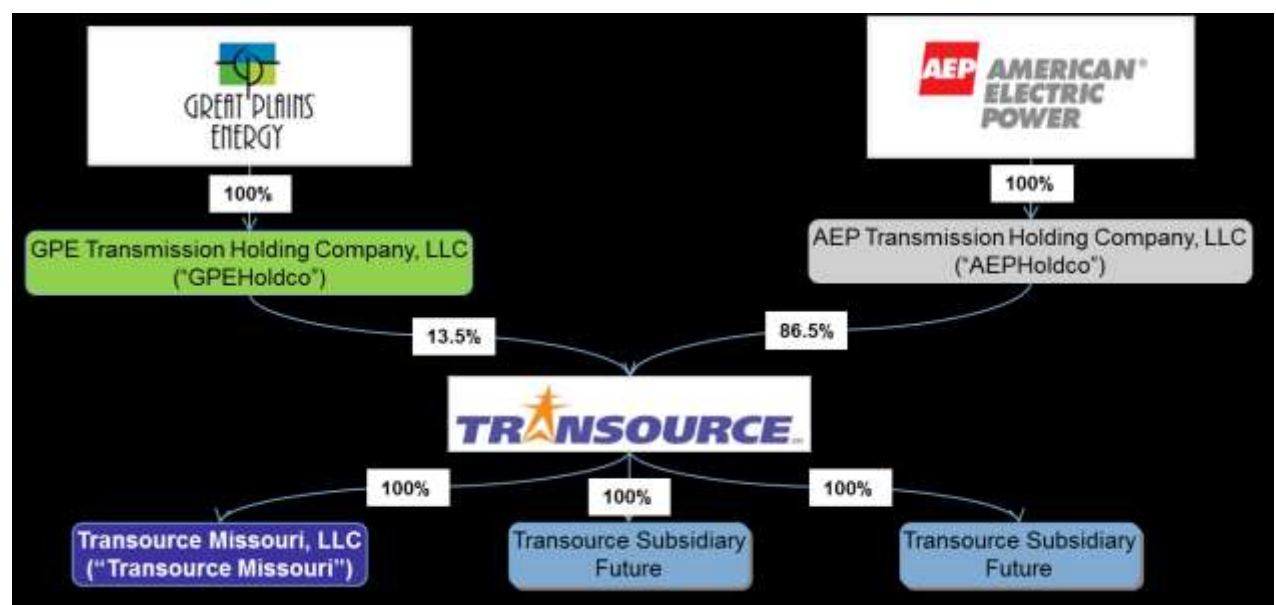 GREAT PLAINS
ENERGY
AEP AMERICAN®
ELECTRIC
POWER
100%
100%
GPE Transmission Holding Company, LLC
("GPEHoldco")
AEP Transmission Holding Company, LLC
("AEPHoldco")
13.5%
86.5%
TRANSOURCE
100%
100%
100%
Transource Missouri, LLC
(“Transource Missouri”)
Transource Subsidiary
Future
Transource Subsidiary
Future